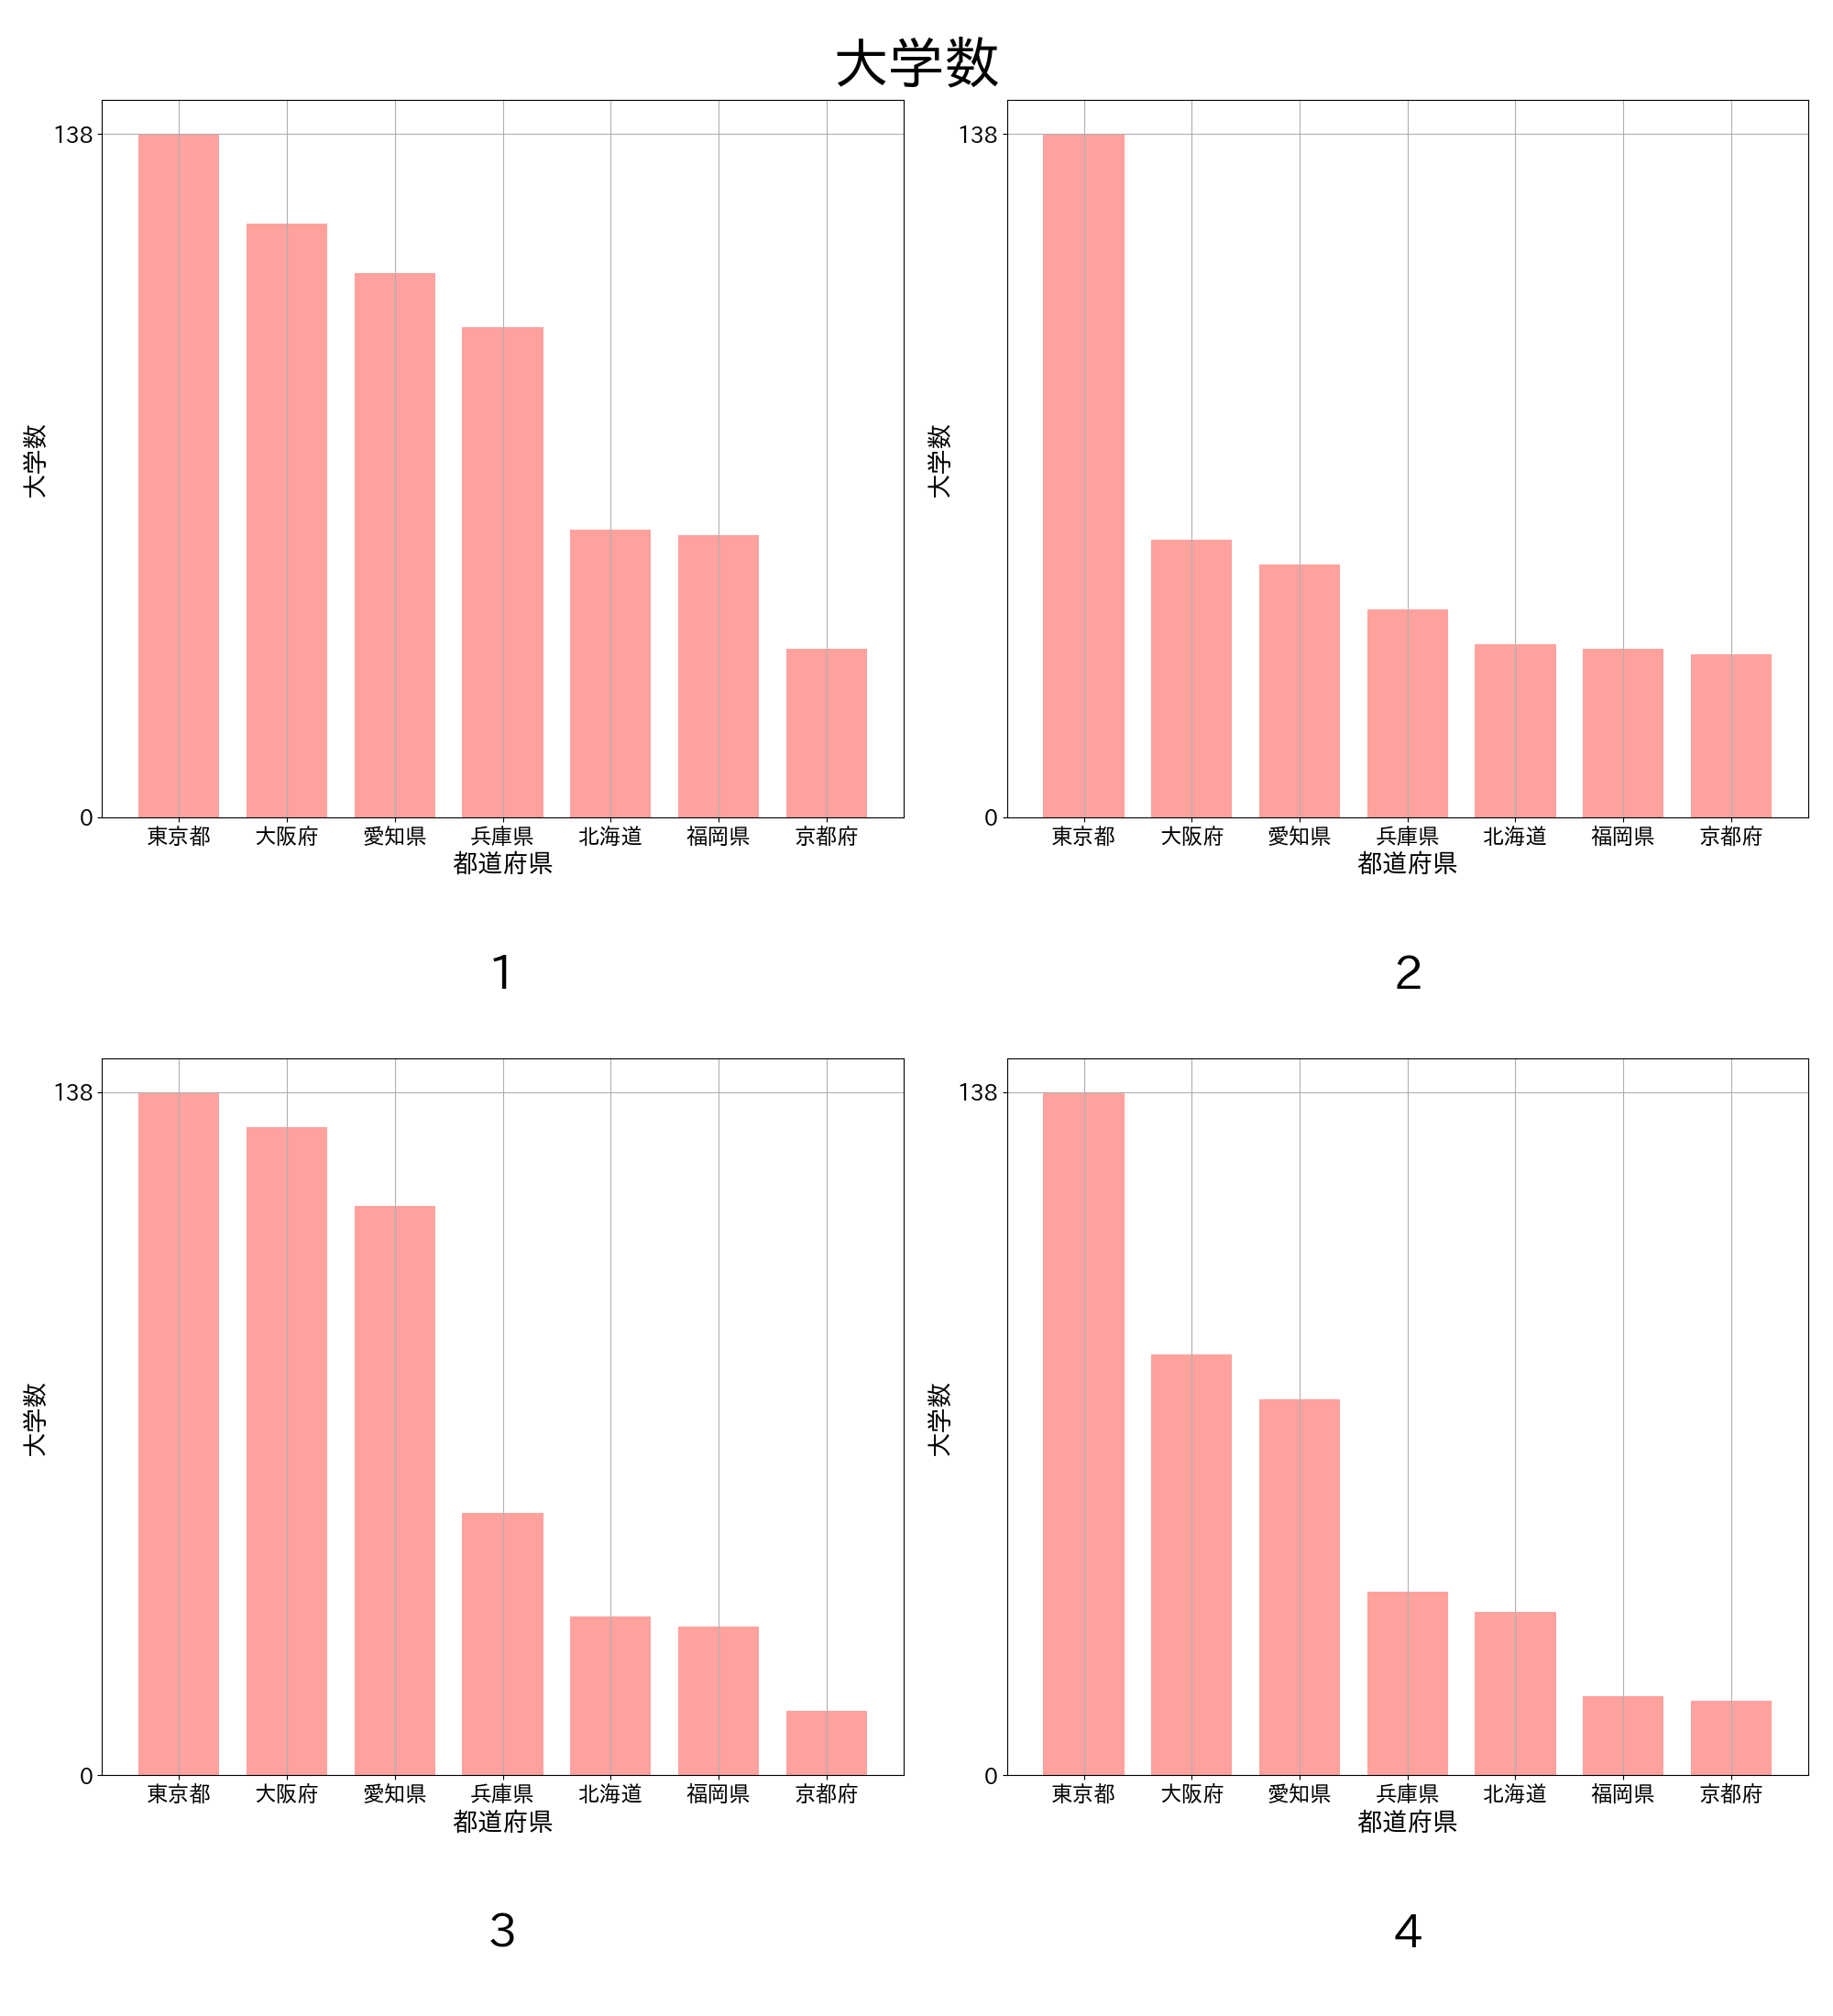 大学数
138
0
大学数
東京都 大阪府 愛知県 兵庫県 北海道 福岡県 京都府
都道府県
1
138
0
大学数
東京都 大阪府 愛知県 兵庫県 北海道 福岡県 京都府
都道府県
2
138
0
大学数
東京都 大阪府 愛知県 兵庫県 北海道 福岡県 京都府
都道府県
3
138
0
大学数
東京都 大阪府 愛知県 兵庫県 北海道 福岡県 京都府
都道府県
4